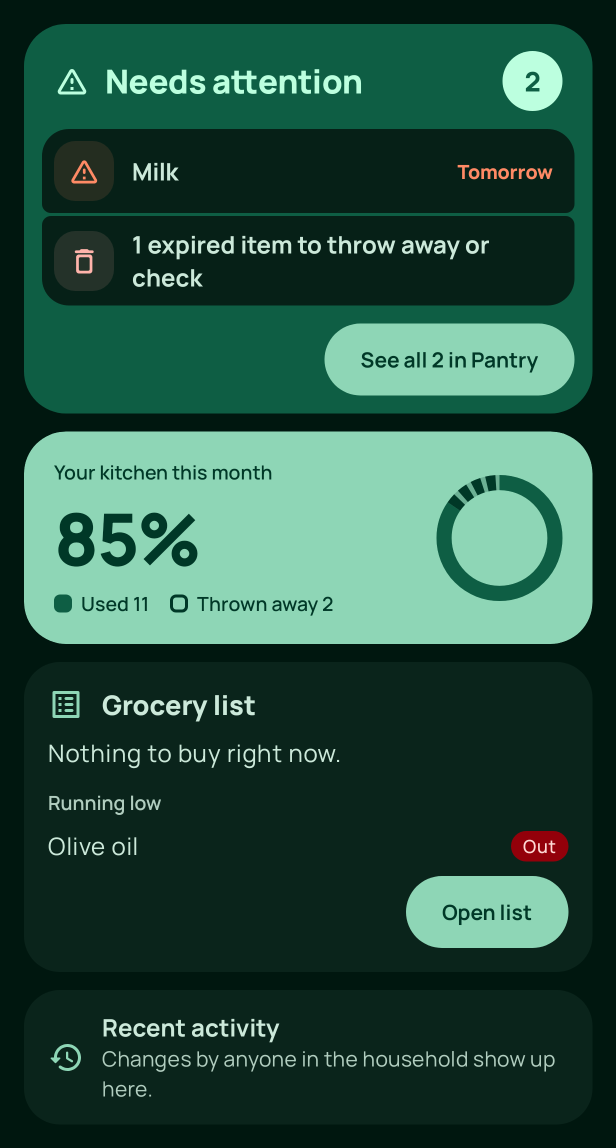 Needs attention
2
Milk
Tomorrow
1 expired item to throw away or
check
See all 2 in Pantry
Your kitchen this month
85%
Used 11
Thrown away 2
Grocery list
Nothing to buy right now.
Running low
Olive oil
Out
Open list
Recent activity
Changes by anyone in the household show up
here.